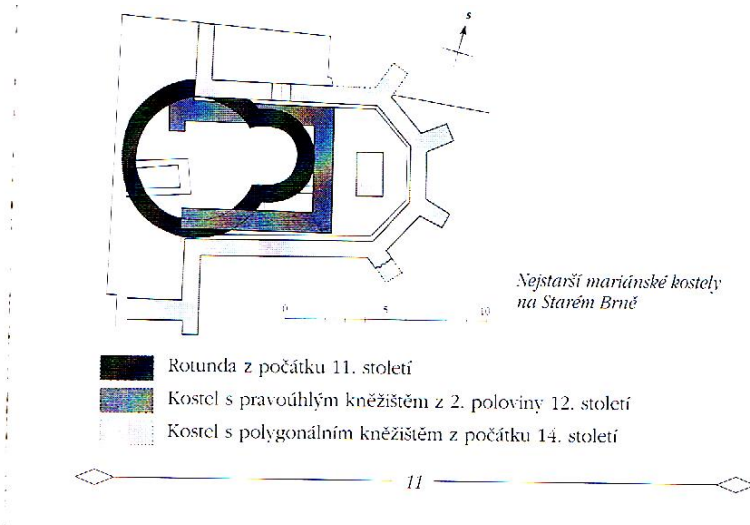 s
Nejstarší mariánské kostely
na Starém Brně
0 5 10
Rotunda z počátku 11. století
Kostel s pravoúhlým kněžištěm z 2. poloviny 12. století
Kostel s polygonálním kněžištěm z počátku 14. století
11